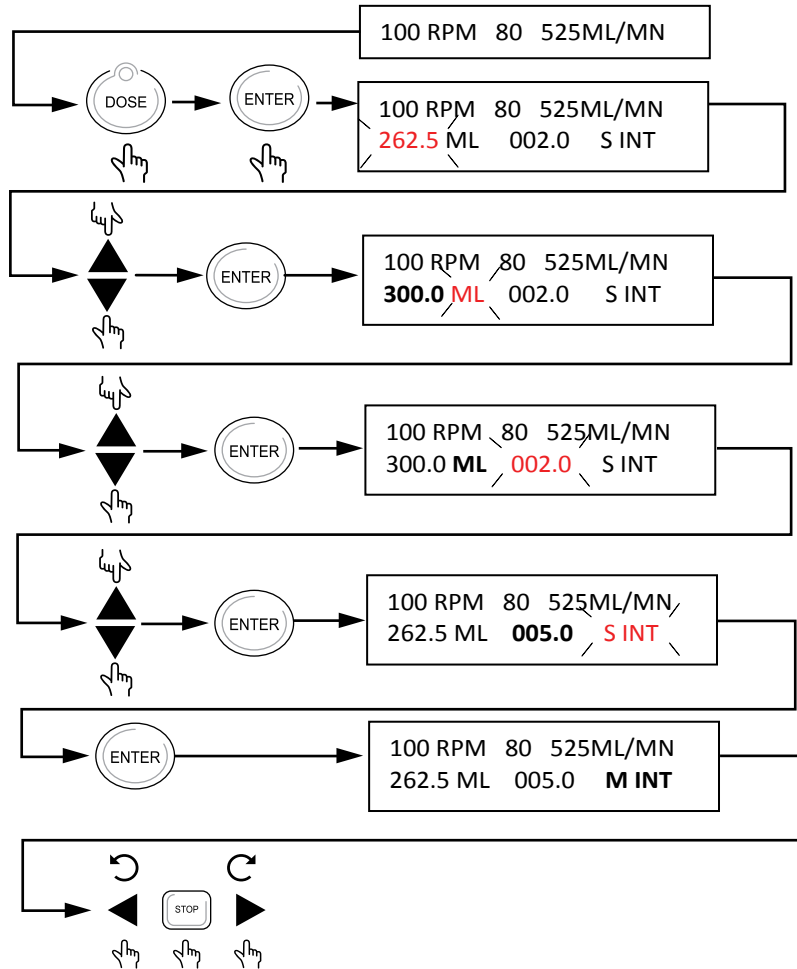 100 RPM 80 525ML/MN
DOSE
ENTER
100 RPM 80 525ML/MN
262.5 ML 002.0 S INT
ENTER
100 RPM 80 525ML/MN
300.0 ML 002.0 S INT
ENTER
100 RPM 80 525ML/MN
300.0 ML 002.0 S INT
ENTER
100 RPM 80 525ML/MN
262.5 ML 005.0 S INT
ENTER
100 RPM 80 525ML/MN
262.5 ML 005.0 M INT
STOP